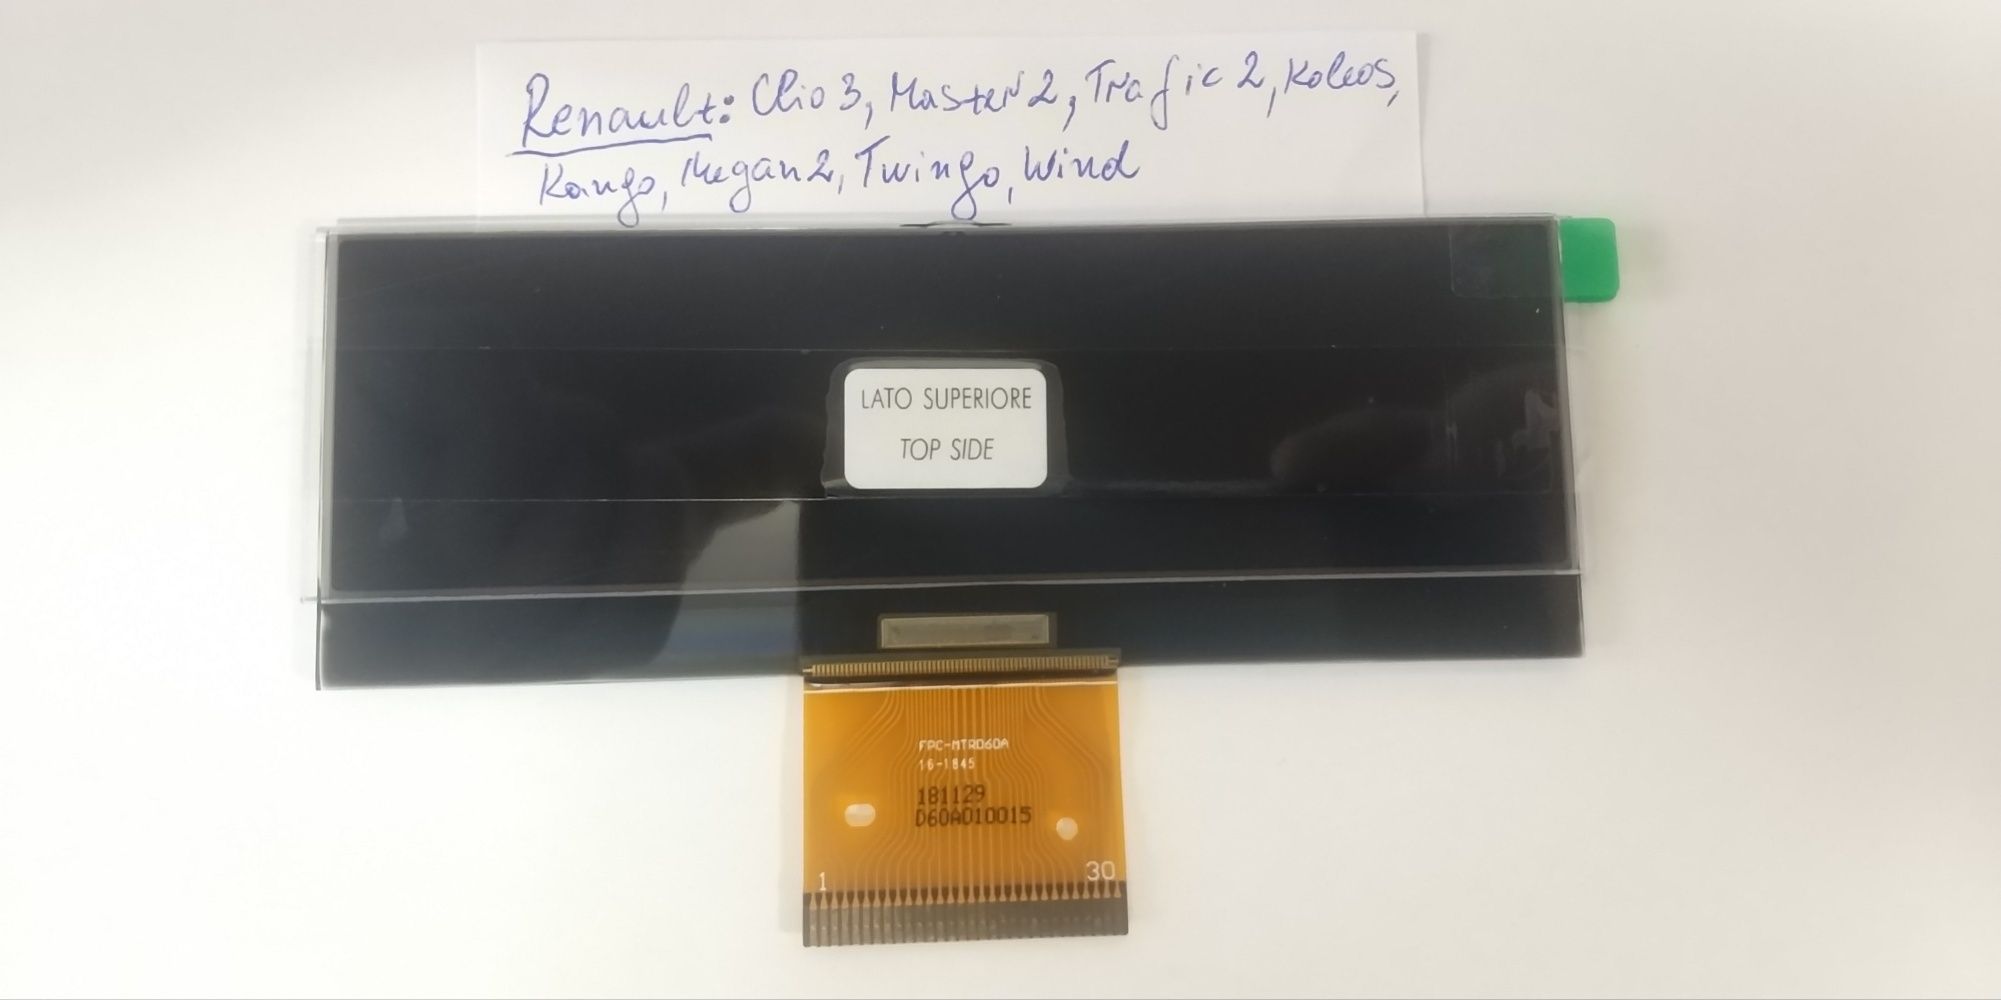 Renault: Clio 3, Master 2, Trafic 2, Koleos,
Kango, Megan 2, Twingo, Wind
LATO SUPERIORE
TOP SIDE
FPC-MTRD60A
16-1845
181129
D60A010015
1 30